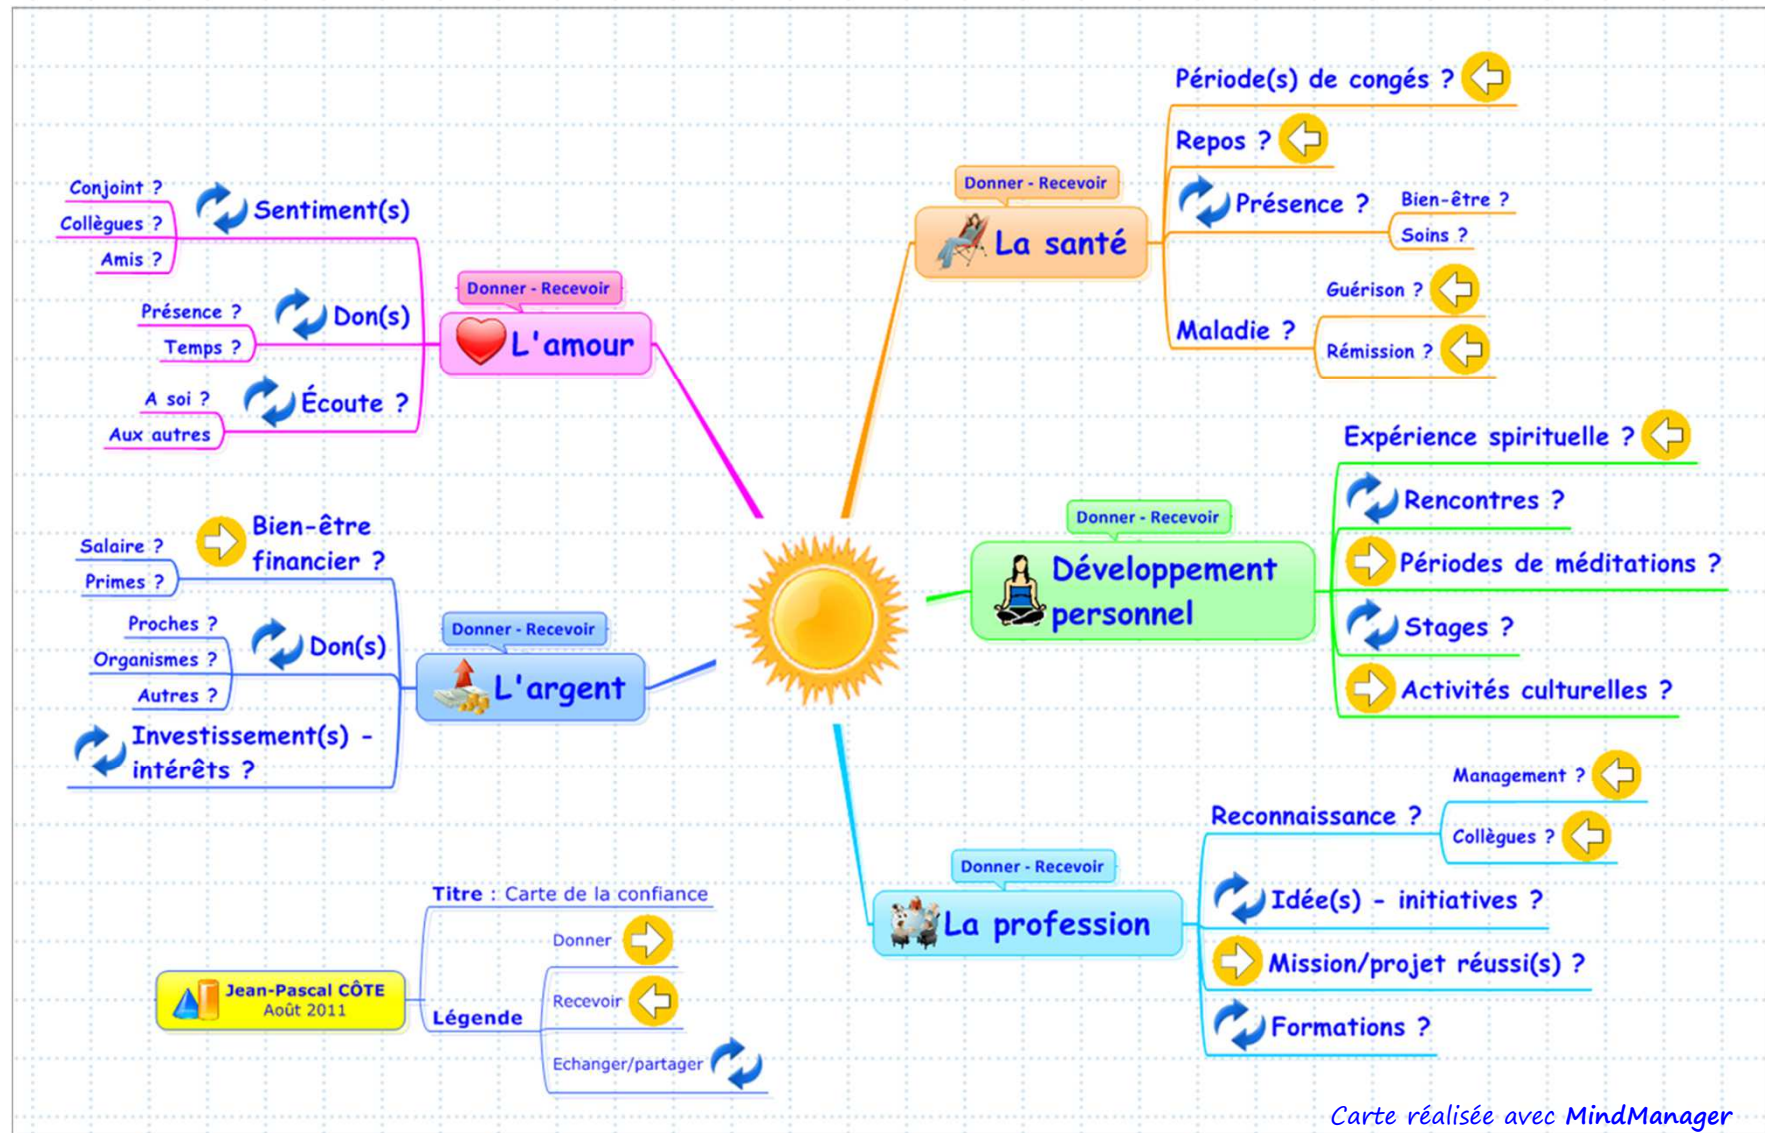 Conjoint ?
Collègues ?
Amis ?
Sentiment(s)
Présence ?
Temps ?
Don(s)
A soi ?
Aux autres
Écoute ?
Donner - Recevoir
L'amour
Salaire ?
Primes ?
Bien-être
financier ?
Proches ?
Organismes ?
Autres ?
Don(s)
Investissement(s) -
intérêts ?
Donner - Recevoir
L'argent
Donner - Recevoir
La santé
Période(s) de congés ?
Repos ?
Présence ?
Bien-être ?
Soins ?
Maladie ?
Guérison ?
Rémission ?
Donner - Recevoir
Développement
personnel
Expérience spirituelle ?
Rencontres ?
Périodes de méditations ?
Stages ?
Activités culturelles ?
Donner - Recevoir
La profession
Reconnaissance ?
Management ?
Collègues ?
Idée(s) - initiatives ?
Mission/projet réussi(s) ?
Formations ?
Jean-Pascal CÔTE
Août 2011
Titre : Carte de la confiance
Légende
Donner
Recevoir
Echanger/partager
Carte réalisée avec MindManager